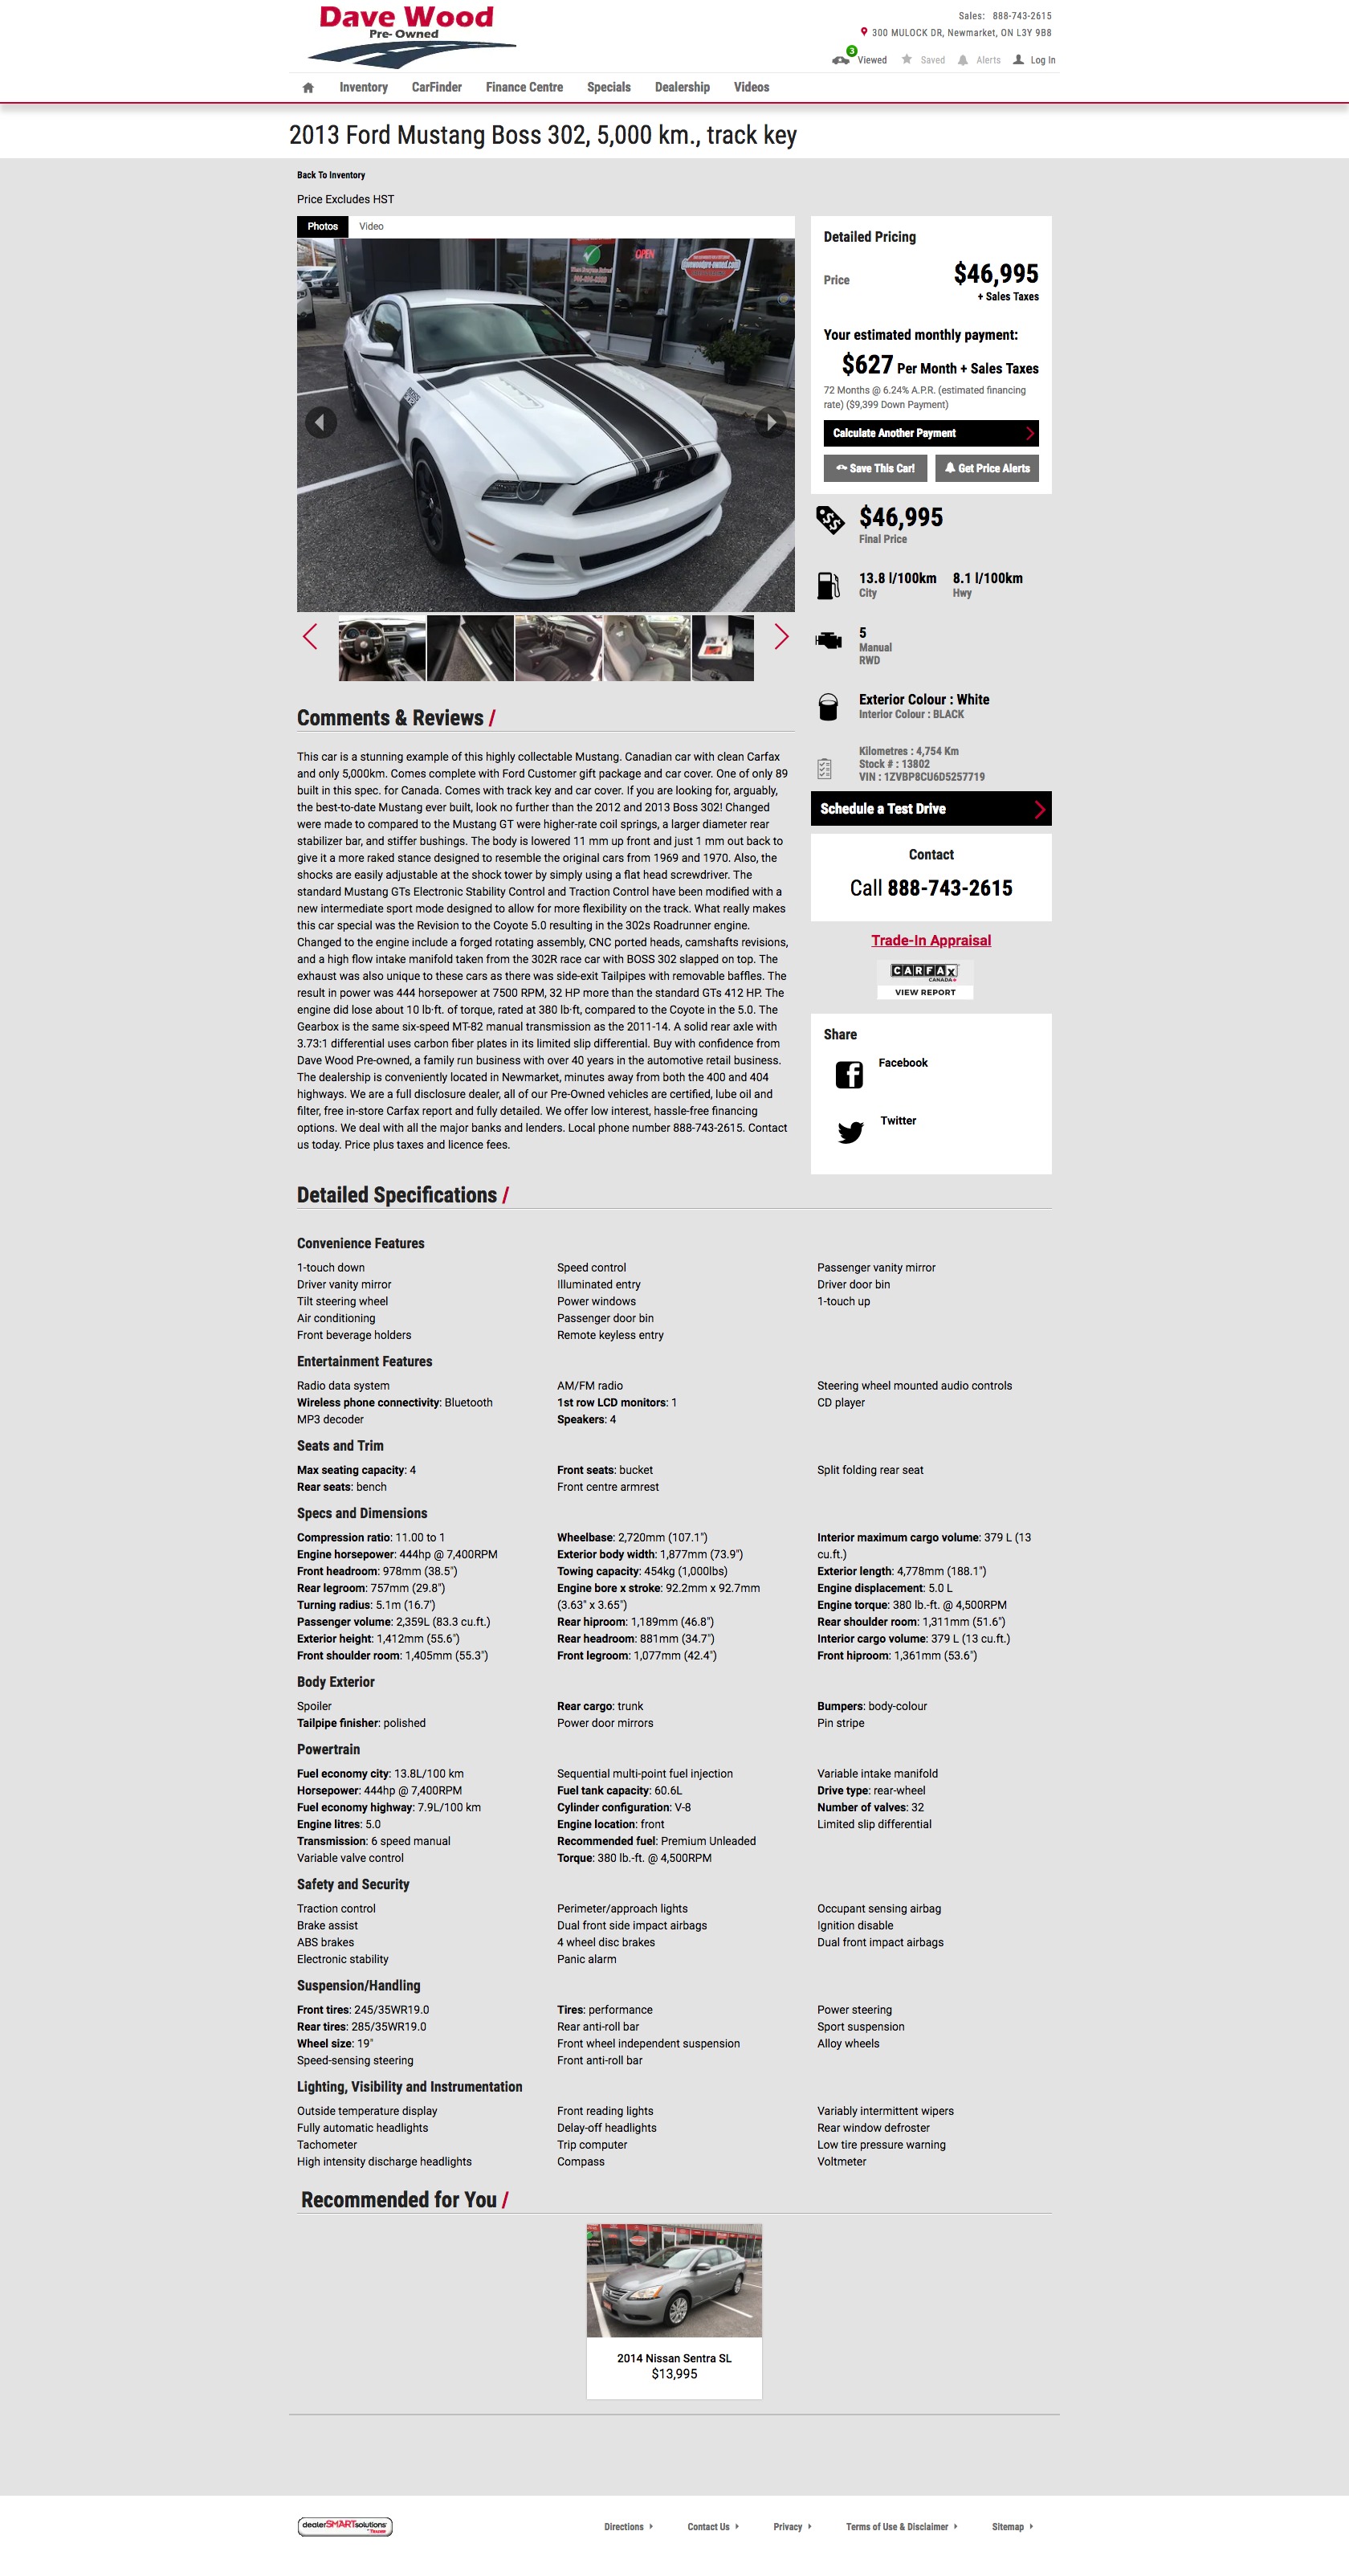 Dave Wood
Pre-Owned
Sales: 888-743-2615
300 MULOCK DR, Newmarket, ON L3Y 9B8
3
Viewed Saved Alerts Log In
Inventory CarFinder Finance Centre Specials Dealership Videos
2013 Ford Mustang Boss 302, 5,000 km., track key
Back To Inventory
Price Excludes HST
Photos Video
OPEN
Detailed Pricing
Price $46,995
+ Sales Taxes
Your estimated monthly payment:
$627 Per Month + Sales Taxes
72 Months @ 6.24% A.P.R. (estimated financing
rate) ($9,399 Down Payment)
Calculate Another Payment
Save This Car! Get Price Alerts
$46,995
Final Price
13.8 l/100km 8.1 l/100km
City Hwy
5
Manual
RWD
Exterior Colour : White
Interior Colour : BLACK
Kilometres : 4,754 Km
Stock # : 13802
VIN : 1ZVBP8CU6D5257719
Schedule a Test Drive
Contact
Call 888-743-2615
Trade-In Appraisal
CARFAX
CANADA
VIEW REPORT
Share
Facebook
Twitter
Comments & Reviews /
This car is a stunning example of this highly collectable Mustang. Canadian car with clean Carfax
and only 5,000km. Comes complete with Ford Customer gift package and car cover. One of only 89
built in this spec. for Canada. Comes with track key and car cover. If you are looking for, arguably,
the best-to-date Mustang ever built, look no further than the 2012 and 2013 Boss 302! Changed
were made to compared to the Mustang GT were higher-rate coil springs, a larger diameter rear
stabilizer bar, and stiffer bushings. The body is lowered 11 mm up front and just 1 mm out back to
give it a more raked stance designed to resemble the original cars from 1969 and 1970. Also, the
shocks are easily adjustable at the shock tower by simply using a flat head screwdriver. The
standard Mustang GTs Electronic Stability Control and Traction Control have been modified with a
new intermediate sport mode designed to allow for more flexibility on the track. What really makes
this car special was the Revision to the Coyote 5.0 resulting in the 302s Roadrunner engine.
Changed to the engine include a forged rotating assembly, CNC ported heads, camshafts revisions,
and a high flow intake manifold taken from the 302R race car with BOSS 302 slapped on top. The
exhaust was also unique to these cars as there was side-exit Tailpipes with removable baffles. The
result in power was 444 horsepower at 7500 RPM, 32 HP more than the standard GTs 412 HP. The
engine did lose about 10 lb·ft. of torque, rated at 380 lb·ft, compared to the Coyote in the 5.0. The
Gearbox is the same six-speed MT-82 manual transmission as the 2011-14. A solid rear axle with
3.73:1 differential uses carbon fiber plates in its limited slip differential. Buy with confidence from
Dave Wood Pre-owned, a family run business with over 40 years in the automotive retail business.
The dealership is conveniently located in Newmarket, minutes away from both the 400 and 404
highways. We are a full disclosure dealer, all of our Pre-Owned vehicles are certified, lube oil and
filter, free in-store Carfax report and fully detailed. We offer low interest, hassle-free financing
options. We deal with all the major banks and lenders. Local phone number 888-743-2615. Contact
us today. Price plus taxes and licence fees.
Detailed Specifications /
Convenience Features
1-touch down Speed control Passenger vanity mirror
Driver vanity mirror Illuminated entry Driver door bin
Tilt steering wheel Power windows 1-touch up
Air conditioning Passenger door bin
Front beverage holders Remote keyless entry
Entertainment Features
Radio data system AM/FM radio Steering wheel mounted audio controls
Wireless phone connectivity: Bluetooth 1st row LCD monitors: 1 CD player
MP3 decoder Speakers: 4
Seats and Trim
Max seating capacity: 4 Front seats: bucket Split folding rear seat
Rear seats: bench Front centre armrest
Specs and Dimensions
Compression ratio: 11.00 to 1 Wheelbase: 2,720mm (107.1") Interior maximum cargo volume: 379 L (13
Engine horsepower: 444hp @ 7,400RPM Exterior body width: 1,877mm (73.9") cu.ft.)
Front headroom: 978mm (38.5") Towing capacity: 454kg (1,000lbs) Exterior length: 4,778mm (188.1")
Rear legroom: 757mm (29.8") Engine bore x stroke: 92.2mm x 92.7mm Engine displacement: 5.0 L
Turning radius: 5.1m (16.7') (3.63" x 3.65") Engine torque: 380 lb.-ft. @ 4,500RPM
Passenger volume: 2,359L (83.3 cu.ft.) Rear hiproom: 1,189mm (46.8") Rear shoulder room: 1,311mm (51.6")
Exterior height: 1,412mm (55.6") Rear headroom: 881mm (34.7") Interior cargo volume: 379 L (13 cu.ft.)
Front shoulder room: 1,405mm (55.3") Front legroom: 1,077mm (42.4") Front hiproom: 1,361mm (53.6")
Body Exterior
Spoiler Rear cargo: trunk Bumpers: body-colour
Tailpipe finisher: polished Power door mirrors Pin stripe
Powertrain
Fuel economy city: 13.8L/100 km Sequential multi-point fuel injection Variable intake manifold
Horsepower: 444hp @ 7,400RPM Fuel tank capacity: 60.6L Drive type: rear-wheel
Fuel economy highway: 7.9L/100 km Cylinder configuration: V-8 Number of valves: 32
Engine litres: 5.0 Engine location: front Limited slip differential
Transmission: 6 speed manual Recommended fuel: Premium Unleaded
Variable valve control Torque: 380 lb.-ft. @ 4,500RPM
Safety and Security
Traction control Perimeter/approach lights Occupant sensing airbag
Brake assist Dual front side impact airbags Ignition disable
ABS brakes 4 wheel disc brakes Dual front impact airbags
Electronic stability Panic alarm
Suspension/Handling
Front tires: 245/35WR19.0 Tires: performance Power steering
Rear tires: 285/35WR19.0 Rear anti-roll bar Sport suspension
Wheel size: 19" Front wheel independent suspension Alloy wheels
Speed-sensing steering Front anti-roll bar
Lighting, Visibility and Instrumentation
Outside temperature display Front reading lights Variably intermittent wipers
Fully automatic headlights Delay-off headlights Rear window defroster
Tachometer Trip computer Low tire pressure warning
High intensity discharge headlights Compass Voltmeter
Recommended for You /
2014 Nissan Sentra SL
$13,995
dealerSMARTsolutions
Directions Contact Us Privacy Terms of Use & Disclaimer Sitemap